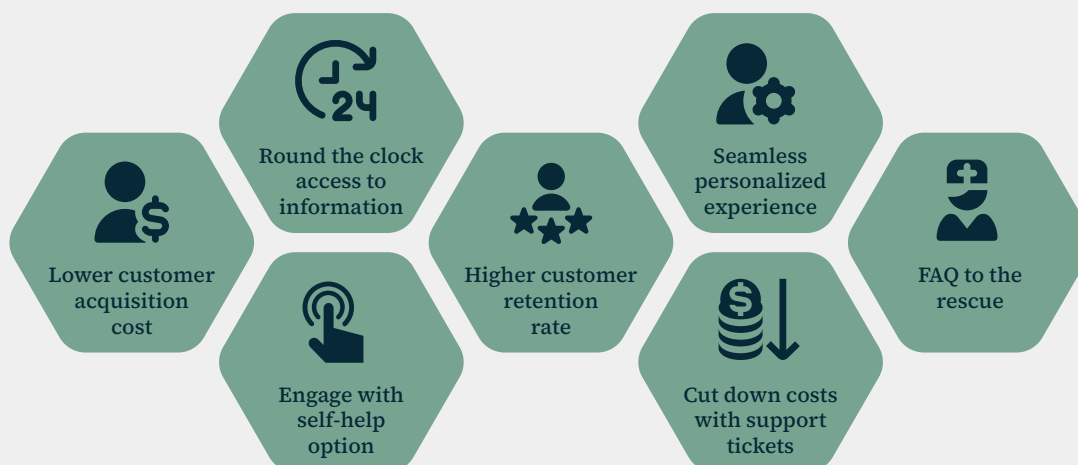 24
Round the clock
access to
information
Seamless
personalized
experience
$
Lower customer
acquisition
cost
Higher customer
retention
rate
FAQ to the
rescue
Engage with
self-help
option
$
Cut down costs
with support
tickets